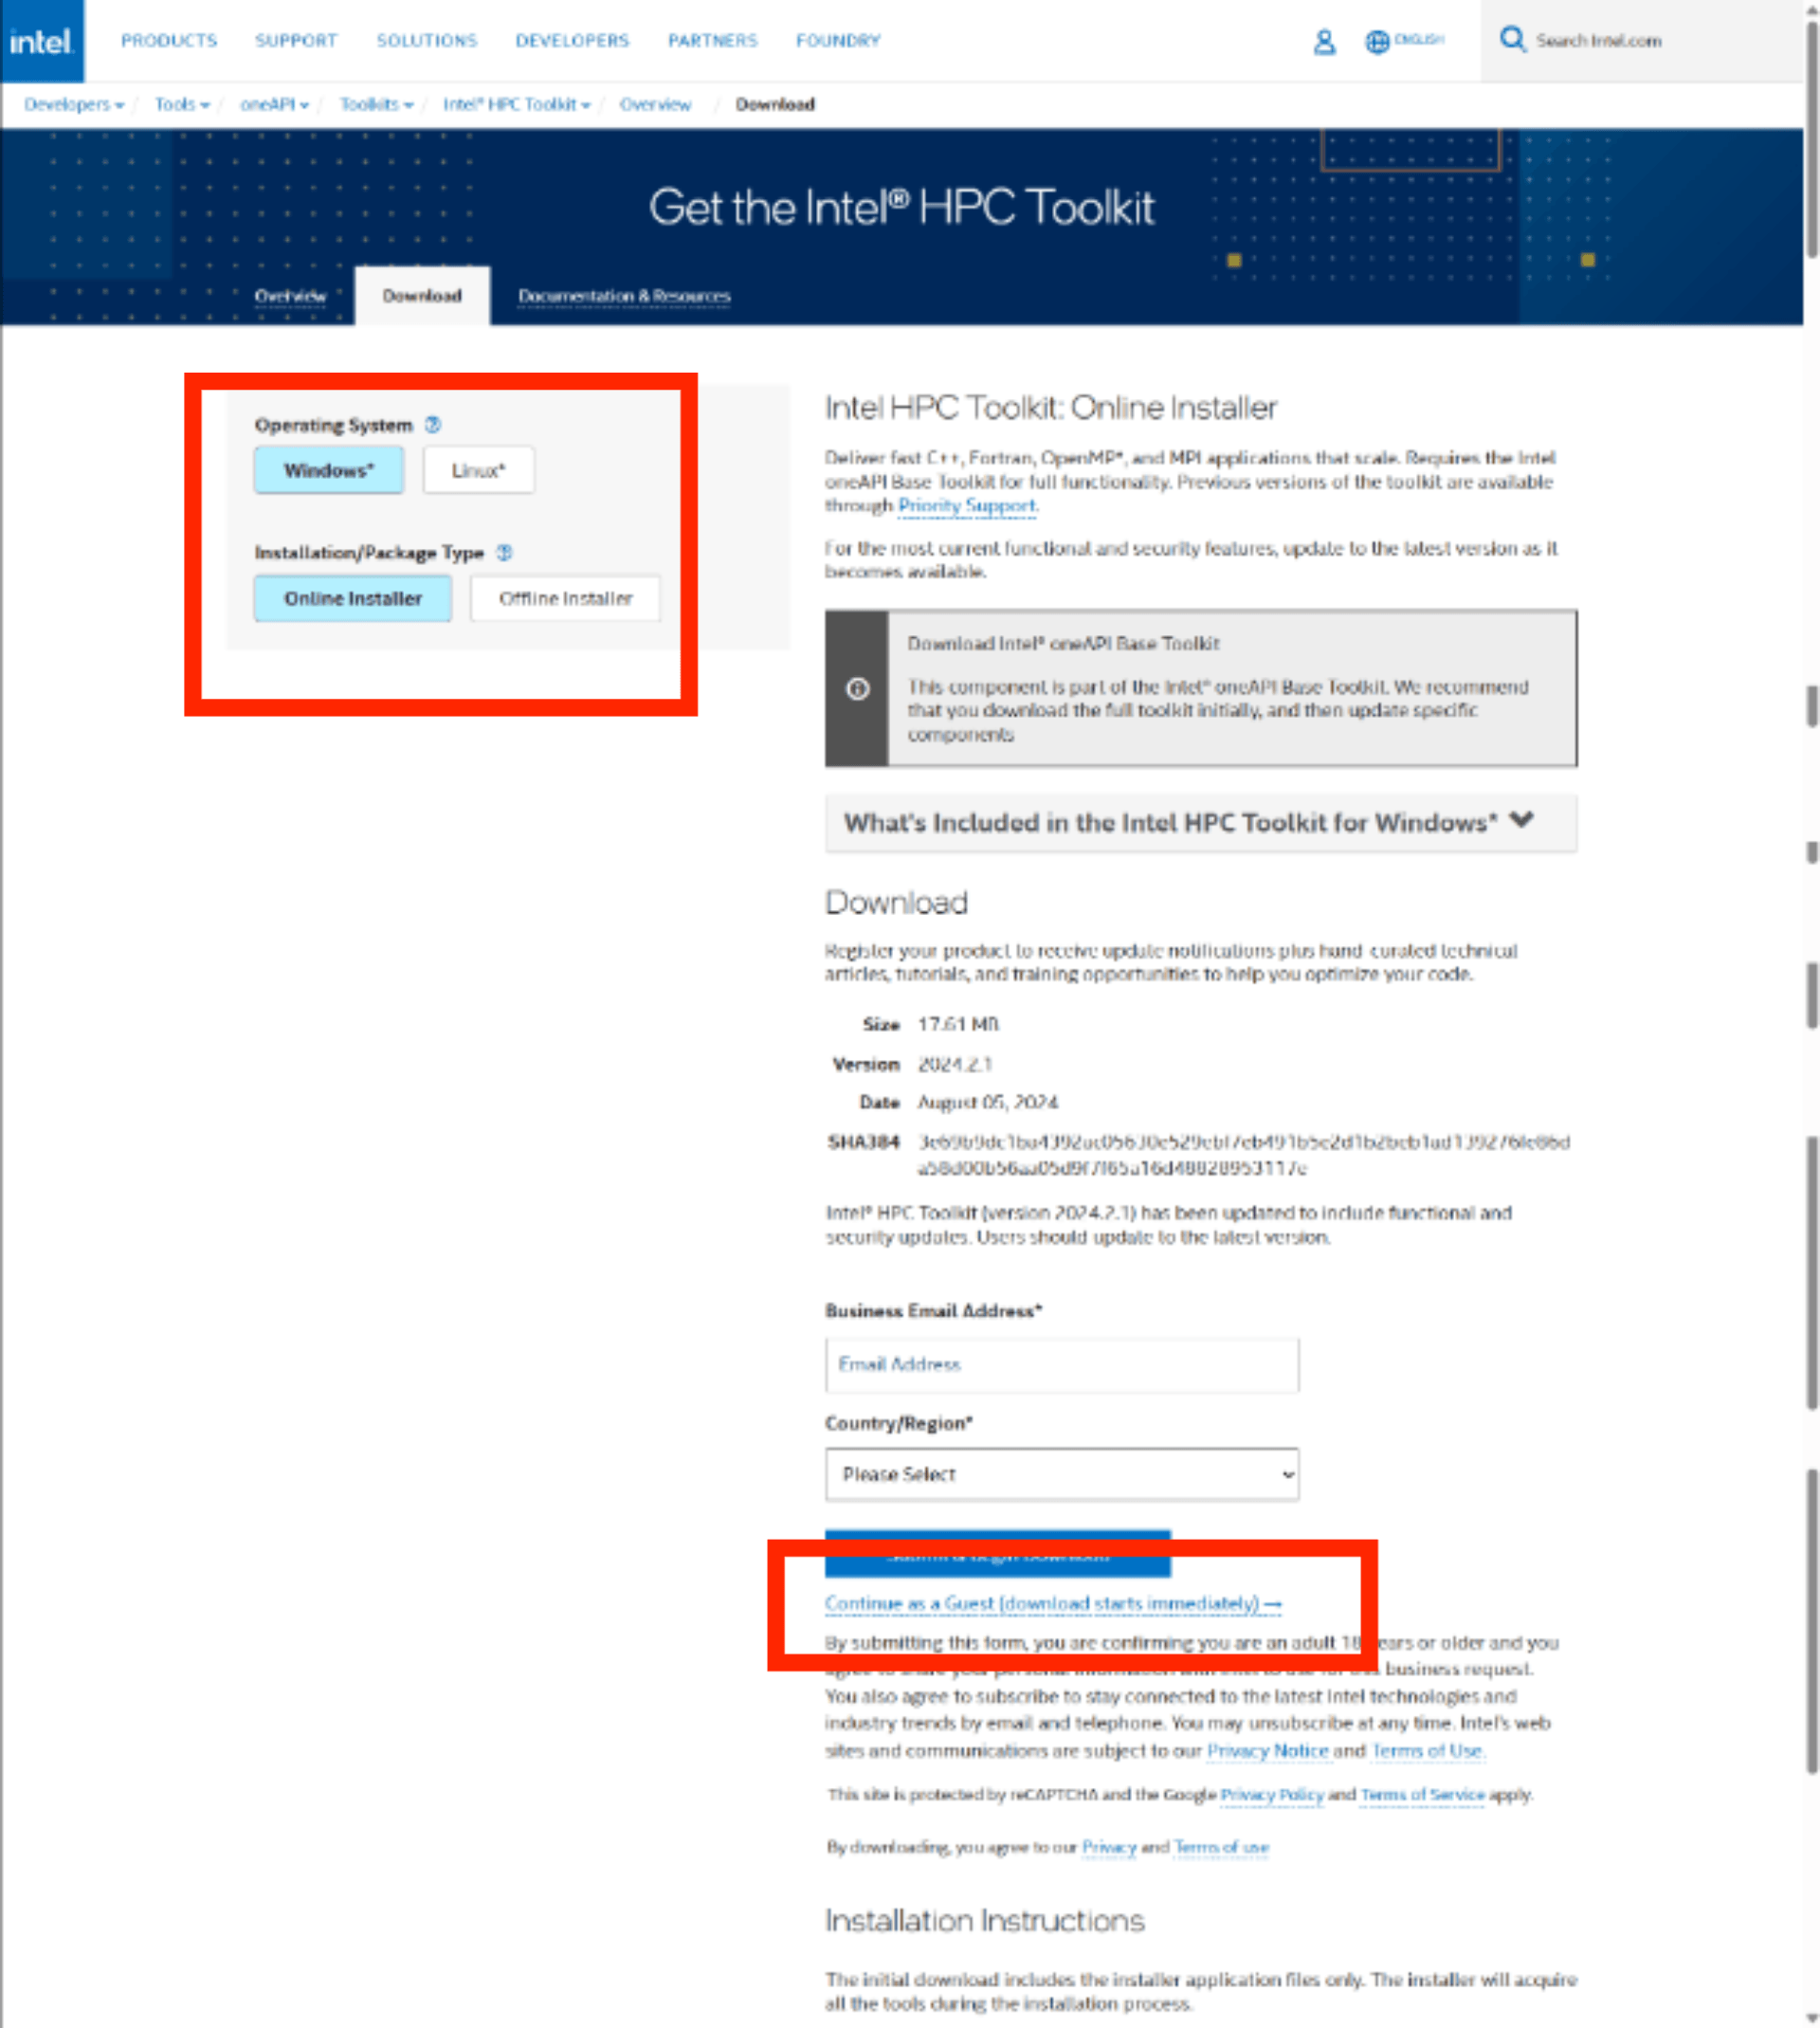 intel.
PRODUCTS SUPPORT SOLUTIONS DEVELOPERS PARTNERS FOUNDRY ENGLISH Search Intel.com
Developers / Tools / oneAPI / Toolkits / Intel® HPC Toolkit / Overview / Download
Get the Intel® HPC Toolkit
Overview Download Documentation & Resources
Operating System
Windows* Linux*
Installation/Package Type
Online Installer Offline Installer
Intel HPC Toolkit: Online Installer
Deliver fast C++, Fortran, OpenMP*, and MPI applications that scale. Requires the Intel
oneAPI Base Toolkit for full functionality. Previous versions of the toolkit are available
through Priority Support.
For the most current functional and security features, update to the latest version as it
becomes available.
Download Intel® oneAPI Base Toolkit
This component is part of the Intel® oneAPI Base Toolkit. We recommend
that you download the full toolkit initially, and then update specific
components
What's Included in the Intel HPC Toolkit for Windows*
Download
Register your product to receive update notifications plus hand-curated technical
articles, tutorials, and training opportunities to help you optimize your code.
Size 17.61 MB
Version 2024.2.1
Date August 05, 2024
SHA384
Intel® HPC Toolkit (version 2024.2.1) has been updated to include functional and
security updates. Users should update to the latest version.
Business Email Address*
Email Address
Country/Region*
Please Select
Continue as a Guest (download starts immediately) →
By submitting this form, you are confirming you are an adult 18 ears or older and you
business request.
You also agree to subscribe to stay connected to the latest Intel technologies and
industry trends by email and telephone. You may unsubscribe at any time. Intel's web
sites and communications are subject to our Privacy Notice and Terms of Use.
This site is protected by reCAPTCHA and the Google Privacy Policy and Terms of Service apply.
By downloading, you agree to our Privacy and Terms of use
Installation Instructions
The initial download includes the installer application files only. The installer will acquire
all the tools during the installation process.